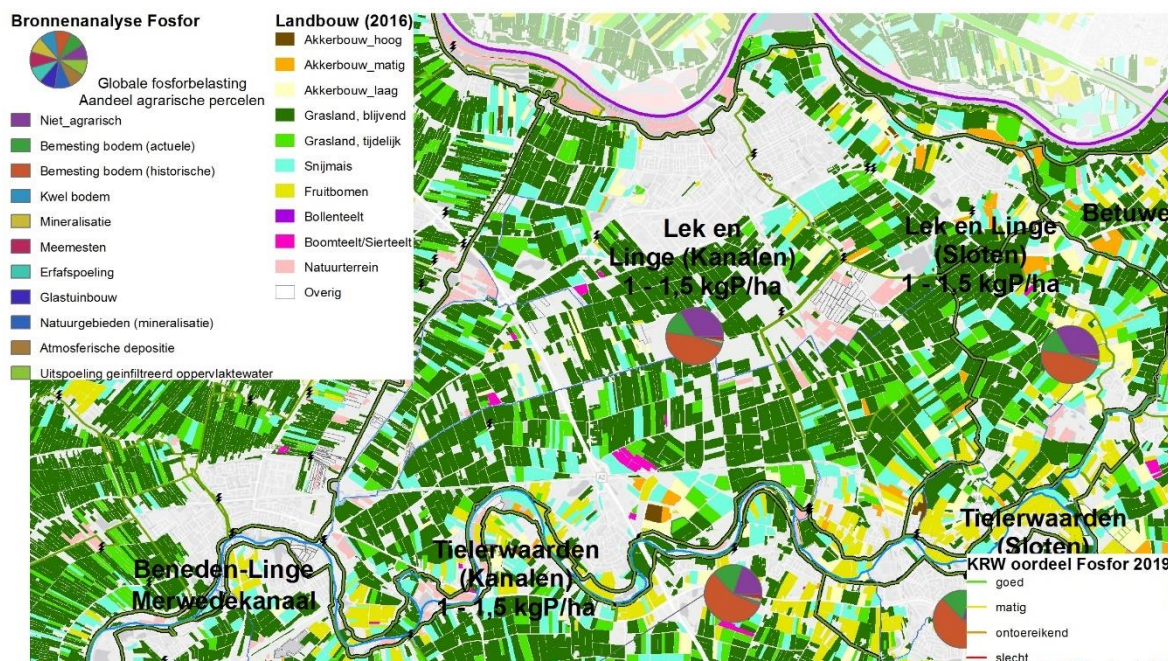 Bronnenanalyse Fosfor
Globale fosforbelasting
Aandeel agrarische percelen
Niet_agrarisch
Bemesting bodem (actuele)
Bemesting bodem (historische)
Kwel bodem
Mineralisatie
Meemesten
Erfafspoeling
Glastuinbouw
Natuurgebieden (mineralisatie)
Atmosferische depositie
Uitspoeling geinfiltreerd oppervlaktewater
Landbouw (2016)
Akkerbouw_hoog
Akkerbouw_matig
Akkerbouw_laag
Grasland, blijvend
Grasland, tijdelijk
Snijmais
Fruitbomen
Bollenteelt
Boomteelt/Sierteelt
Natuurterrein
Overig
Lek en
Linge (Kanalen)
1 - 1,5 kgP/ha
Lek en Linge
(Sloten)
1 - 1,5 kgP/ha
Betuwe
Beneden-Linge
Merwedekanaal
Tielerwaarden
(Kanalen)
1 - 1,5 kgP/ha
Tielerwaarden
(Sloten)
KRW oordeel Fosfor 2019
goed
matig
ontoereikend
slecht